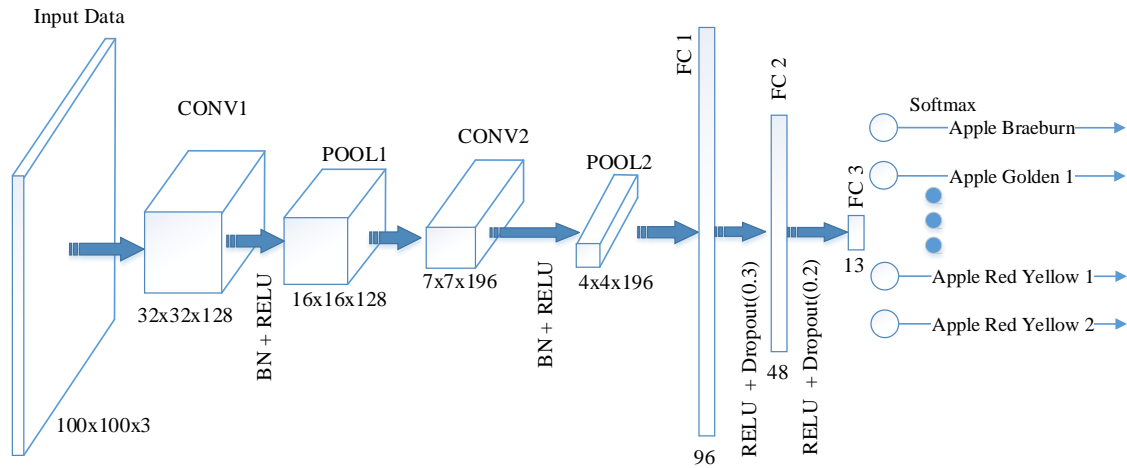 Input Data
100x100x3
CONV1
32x32x128
BN + RELU
POOL1
16x16x128
CONV2
7x7x196
BN + RELU
POOL2
4x4x196
FC 1
96
RELU + Dropout(0.3)
FC 2
48
RELU + Dropout(0.2)
FC 3
13
Softmax
Apple Braeburn
Apple Golden 1
Apple Red Yellow 1
Apple Red Yellow 2